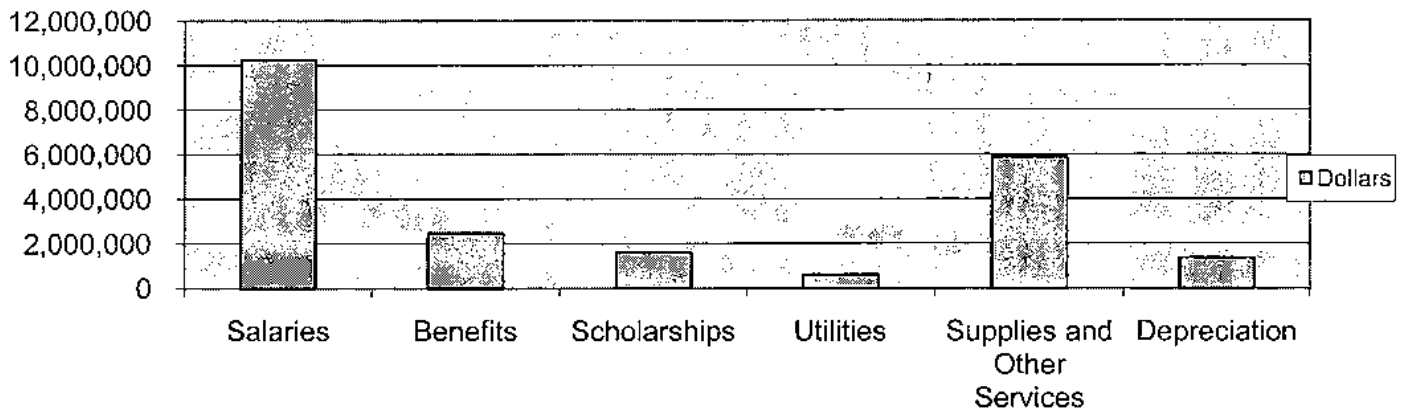 12,000,000
10,000,000
8,000,000
6,000,000
4,000,000
2,000,000
0
Salaries
Benefits
Scholarships
Utilities
Supplies and
Other
Services
Depreciation
Dollars